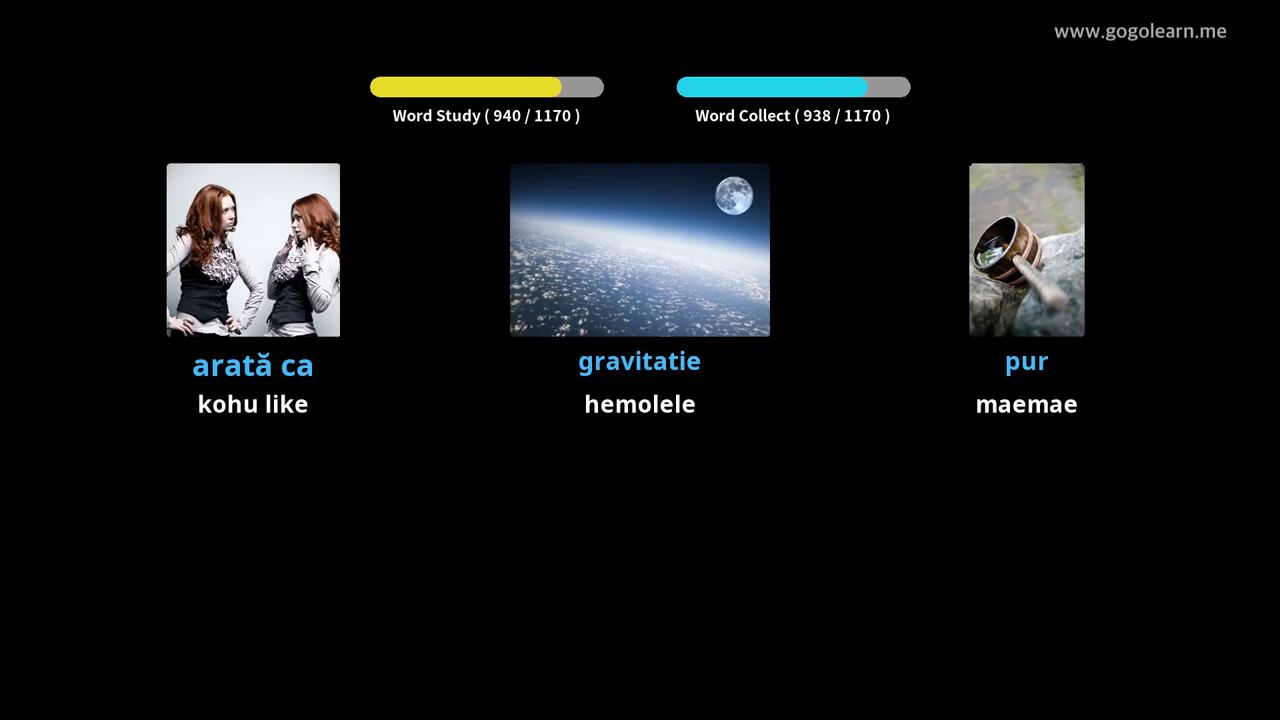 www.gogolearn.me
Word Study ( 940 / 1170 )
Word Collect ( 938 / 1170 )
arată ca
kohu like
gravitatie
hemolele
pur
maemae